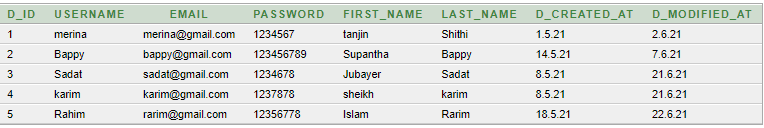 D_ID USERNAME EMAIL PASSWORD FIRST_NAME LAST_NAME D_CREATED_AT D_MODIFIED_AT
1 merina merina@gmail.com 1234567 tanjin Shithi 1.5.21 2.6.21
2 Bappy bappy@gmail.com 123456789 Supantha Bappy 14.5.21 7.6.21
3 Sadat sadat@gmail.com 1234678 Jubayer Sadat 8.5.21 21.6.21
4 karim karim@gmail.com 1237878 sheikh karim 8.5.21 21.6.21
5 Rahim rarim@gmail.com 12356778 Islam Rarim 18.5.21 22.6.21